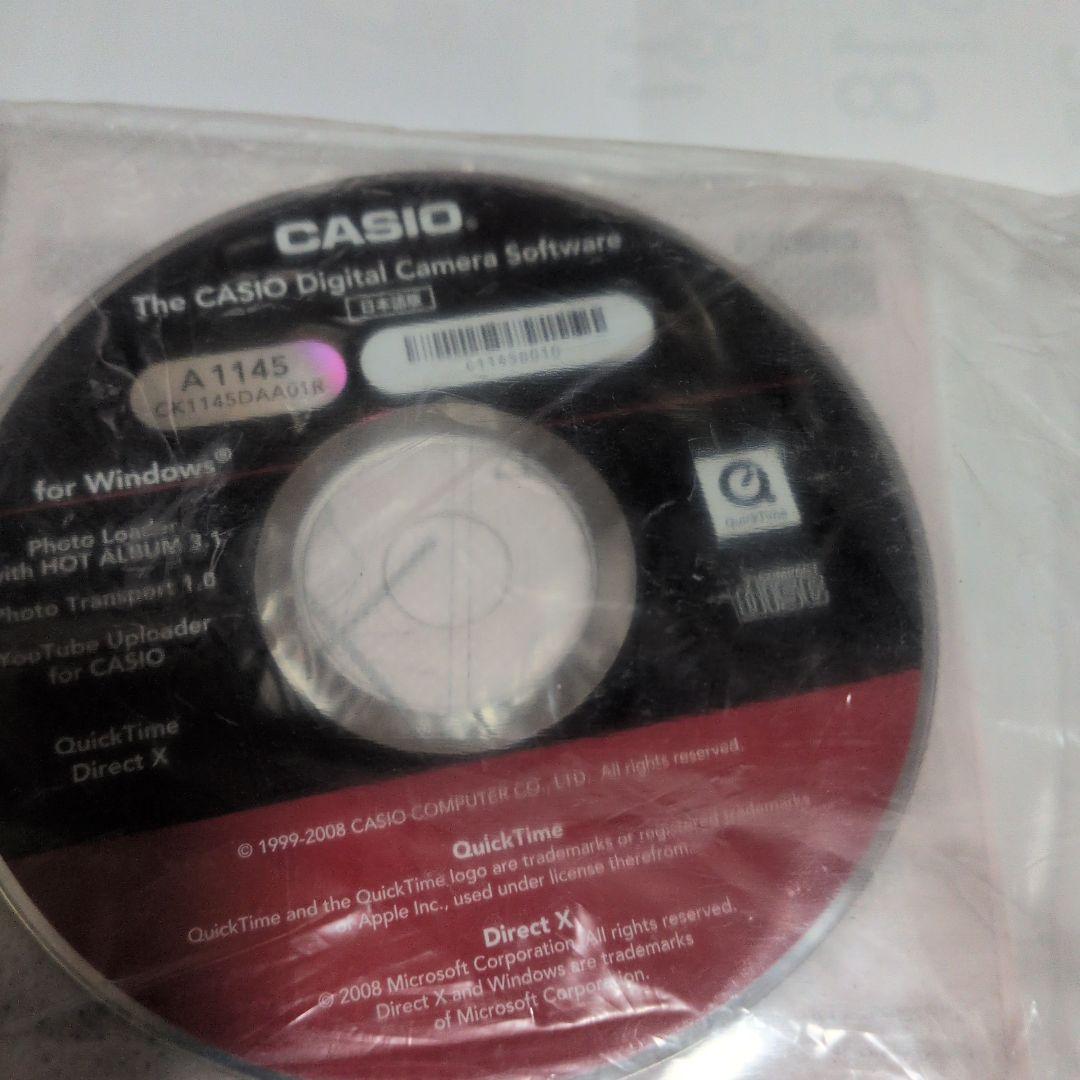 CASIO®
The CASIO Digital Camera Software
日本語版
A1145
CK1145DAA01R
C1145B010
for Windows®
Photo Loader
with HOT ALBUM 3.1
Photo Transport 1.0
YouTube Uploader
for CASIO
QuickTime
Direct X
QuickTime
© 1999-2008 CASIO COMPUTER CO., LTD. All rights reserved.
QuickTime
QuickTime and the QuickTime logo are trademarks or registered trademarks
of Apple Inc., used under license therefrom.
Direct X
℗ 2008 Microsoft Corporation. All rights reserved.
Direct X and Windows are trademarks
of Microsoft Corporation.